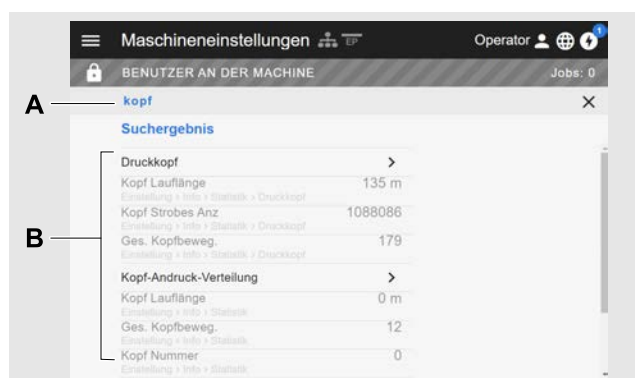 Maschineneinstellungen EP Operator 1
BENUTZER AN DER MACHINE Jobs: 0
A kopf
Suchergebnis
Druckkopf
Kopf Lauflänge 135 m
Einstellung > Info > Statistik > Druckkopf
Kopf Strobes Anz 1088086
Einstellung > Info > Statistik > Druckkopf
Ges. Kopfbeweg. 179
Einstellung > Info > Statistik > Druckkopf
B
Kopf-Andruck-Verteilung
Kopf Lauflänge 0 m
Einstellung > Info > Statistik
Ges. Kopfbeweg. 12
Einstellung > Info > Statistik
Kopf Nummer 0
Einstellung > Info > Statistik